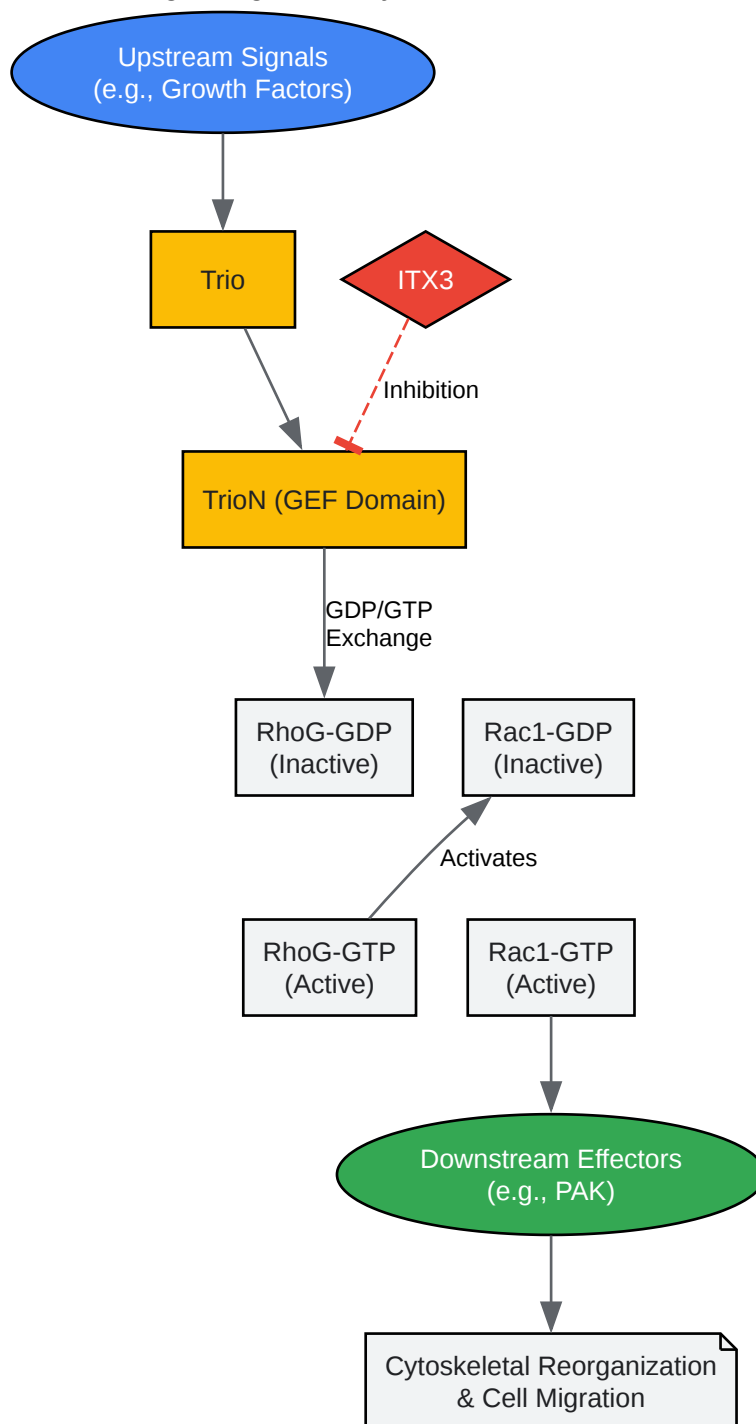 Upstream Signals
(e.g., Growth Factors)
Trio
ITX3
Inhibition
TrioN (GEF Domain)
GDP/GTP
Exchange
RhoG-GDP
(Inactive)
Rac1-GDP
(Inactive)
Activates
RhoG-GTP
(Active)
Rac1-GTP
(Active)
Downstream Effectors
(e.g., PAK)
Cytoskeletal Reorganization
& Cell Migration